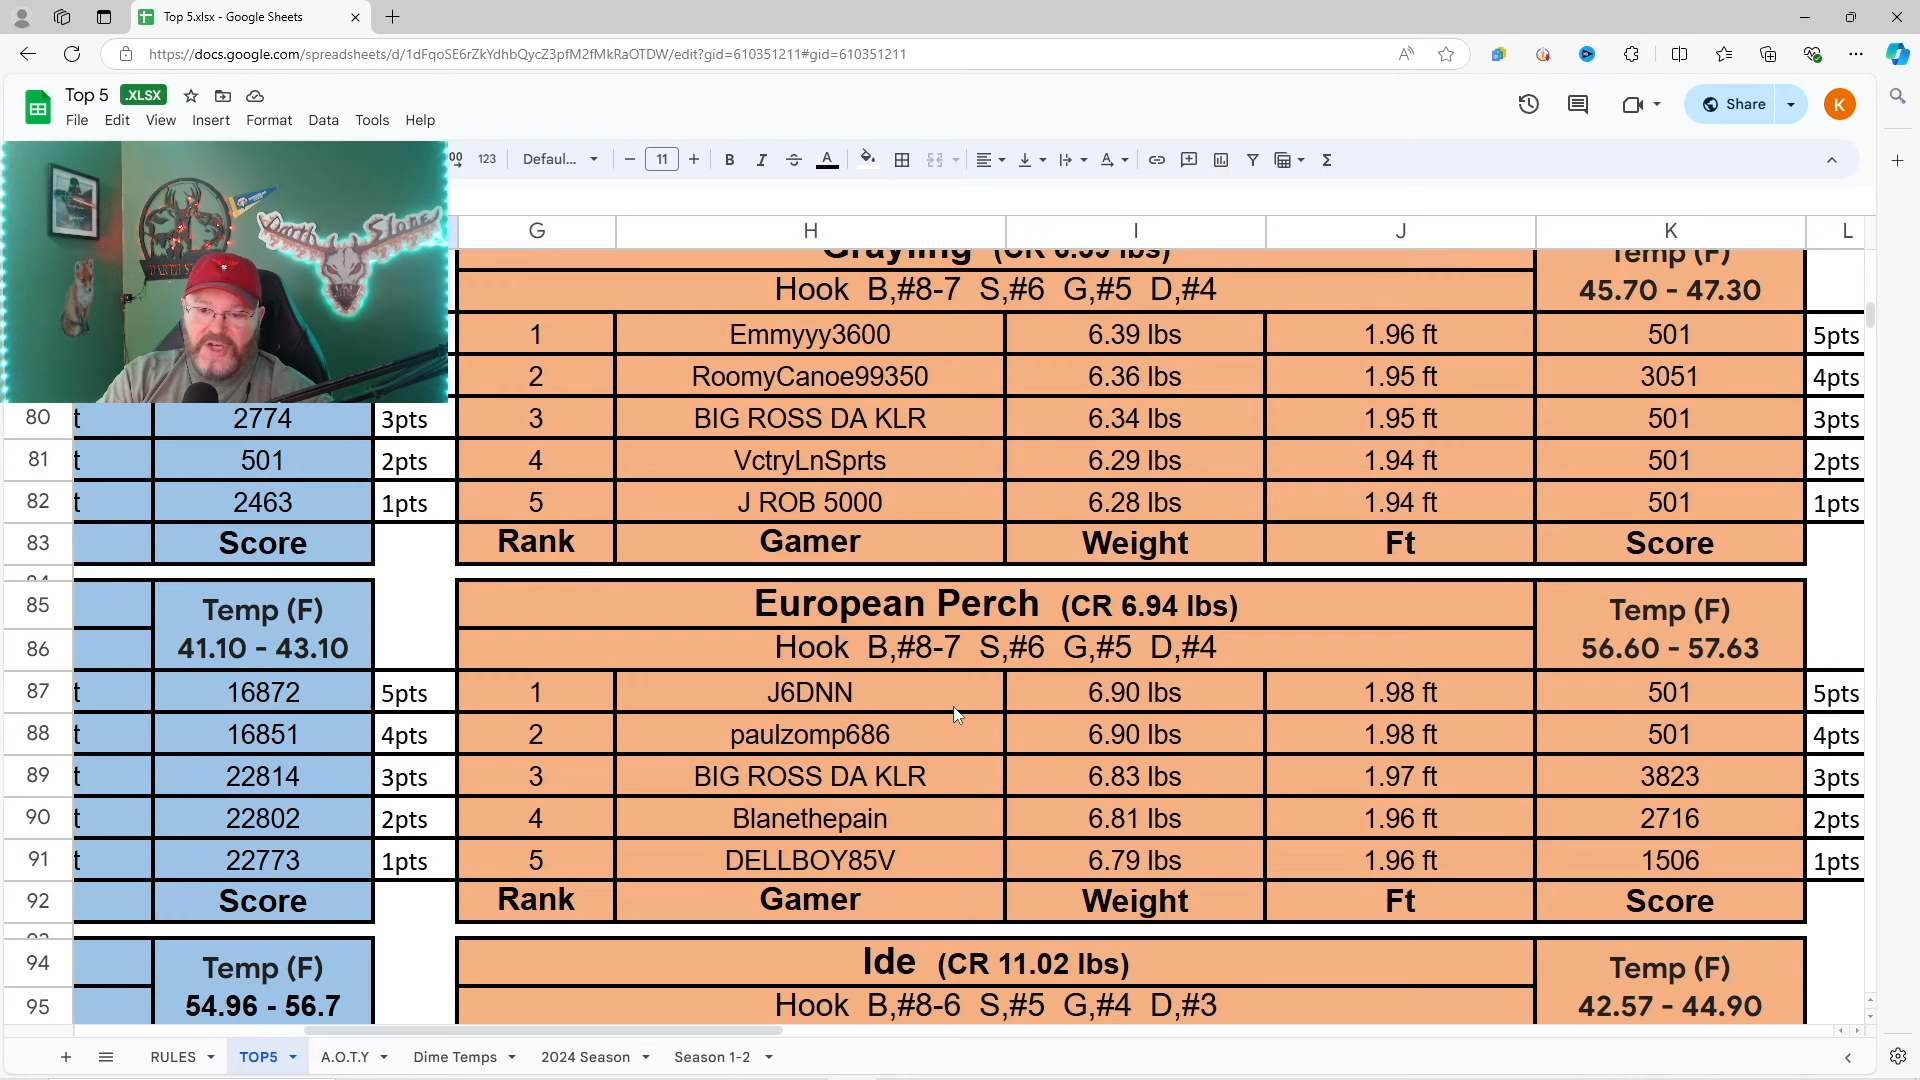 Top 5.xlsx - Google Sheets
https://docs.google.com/spreadsheets/d/1dFqoSE6rZkYdhbQycZ3pfM2fMkRaOTDW/edit?gid=610351211#gid=610351211
Top 5 .XLSX
Share
K
File Edit View Insert Format Data Tools Help
.00 123 Defaul... 11
G H I J K L
Grayling (CR 6.39 lbs) Temp (F)
Hook B,#8-7 S,#6 G,#5 D,#4 45.70 - 47.30
1 Emmyyy3600 6.39 lbs 1.96 ft 501 5pts
2 RoomyCanoe99350 6.36 lbs 1.95 ft 3051 4pts
80 t 2774 3pts 3 BIG ROSS DA KLR 6.34 lbs 1.95 ft 501 3pts
81 t 501 2pts 4 VctryLnSprts 6.29 lbs 1.94 ft 501 2pts
82 t 2463 1pts 5 J ROB 5000 6.28 lbs 1.94 ft 501 1pts
83 Score Rank Gamer Weight Ft Score
84
85 Temp (F) European Perch (CR 6.94 lbs) Temp (F)
86 41.10 - 43.10 Hook B,#8-7 S,#6 G,#5 D,#4 56.60 - 57.63
87 t 16872 5pts 1 J6DNN 6.90 lbs 1.98 ft 501 5pts
88 t 16851 4pts 2 paulzomp686 6.90 lbs 1.98 ft 501 4pts
89 t 22814 3pts 3 BIG ROSS DA KLR 6.83 lbs 1.97 ft 3823 3pts
90 t 22802 2pts 4 Blanethepain 6.81 lbs 1.96 ft 2716 2pts
91 t 22773 1pts 5 DELLBOY85V 6.79 lbs 1.96 ft 1506 1pts
92 Score Rank Gamer Weight Ft Score
93
94 Temp (F) Ide (CR 11.02 lbs) Temp (F)
95 54.96 - 56.7 Hook B,#8-6 S,#5 G,#4 D,#3 42.57 - 44.90
RULES TOP5 A.O.T.Y Dime Temps 2024 Season Season 1-2